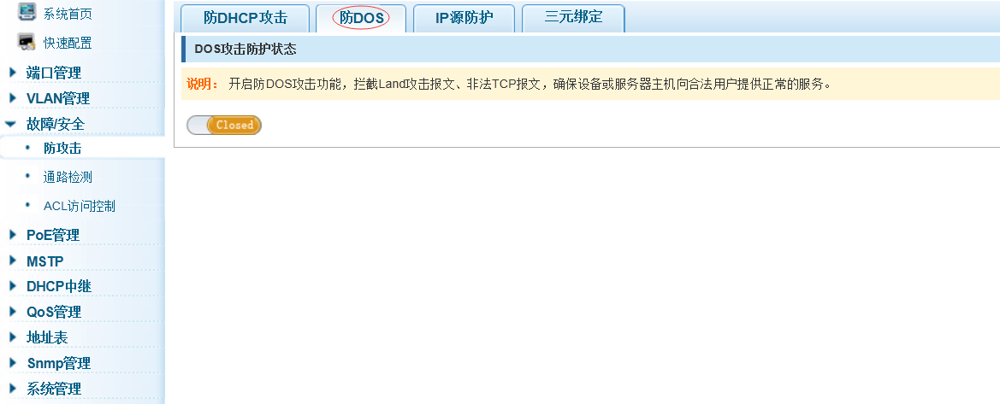 系统首页
快速配置
端口管理
VLAN管理
故障/安全
防攻击
通路检测
ACL访问控制
PoE管理
MSTP
DHCP中继
QoS管理
地址表
Snmp管理
系统管理
防DHCP攻击
防DOS
IP源防护
三元绑定
DOS攻击防护状态
说明： 开启防DOS攻击功能，拦截Land攻击报文、非法TCP报文，确保设备或服务器主机向合法用户提供正常的服务。
Closed